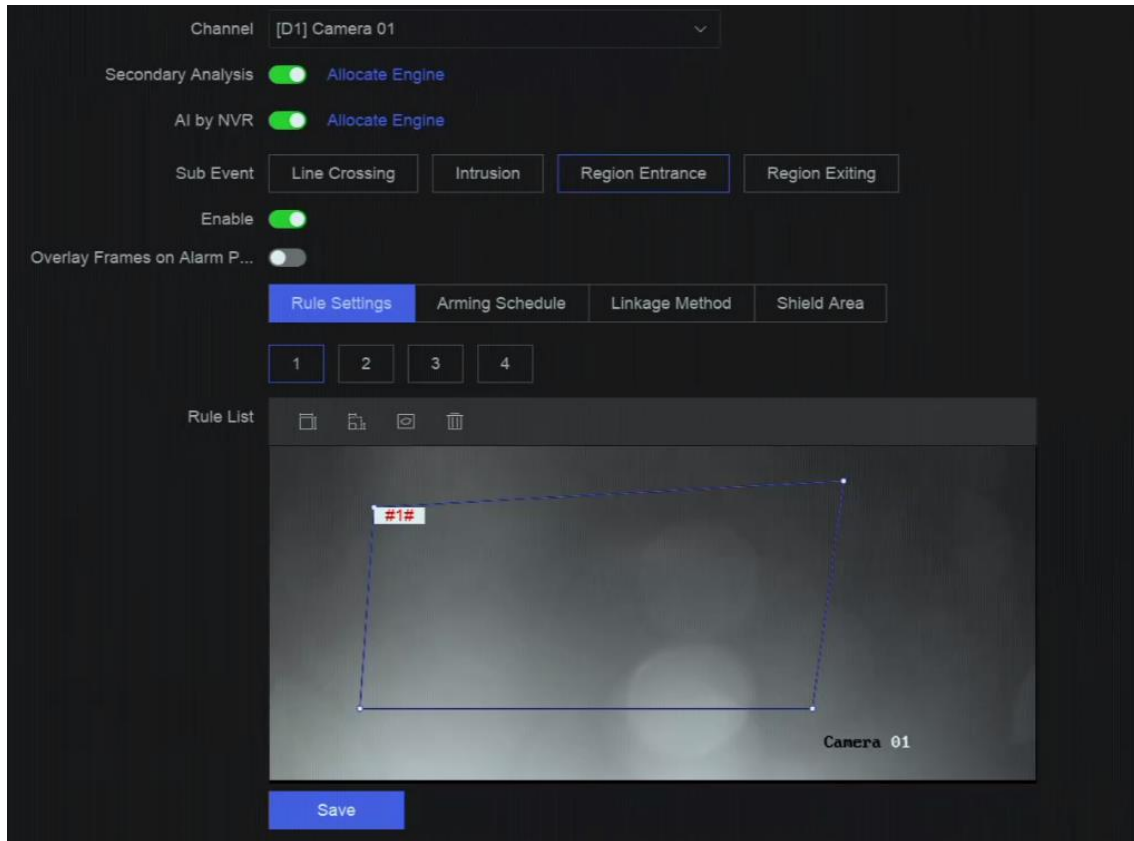 Channel [D1] Camera 01
Secondary Analysis Allocate Engine
AI by NVR Allocate Engine
Sub Event Line Crossing Intrusion Region Entrance Region Exiting
Enable
Overlay Frames on Alarm P...
Rule Settings Arming Schedule Linkage Method Shield Area
1 2 3 4
Rule List
#1#
Camera 01
Save